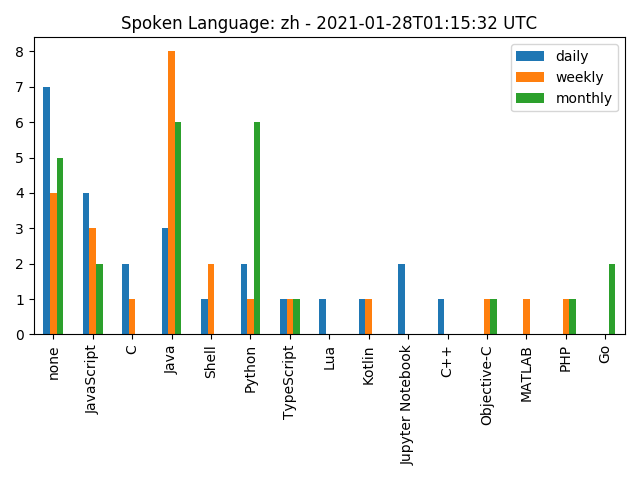 Spoken Language: zh - 2021-01-28T01:15:32 UTC
daily
weekly
monthly
8
7
6
5
4
3
2
1
0
none
JavaScript
C
Java
Shell
Python
TypeScript
Lua
Kotlin
Jupyter Notebook
C++
Objective-C
MATLAB
PHP
Go